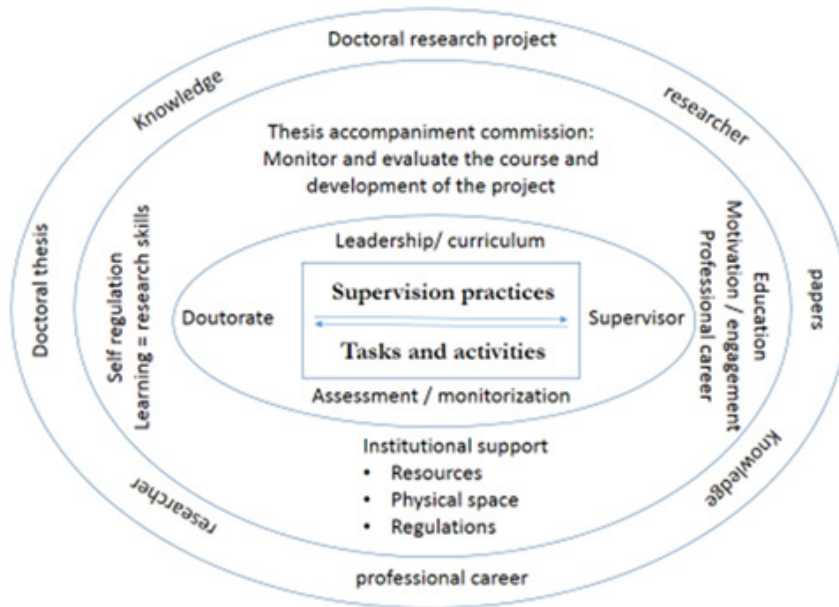 Doctoral research project
Knowledge
researcher
Thesis accompaniment commission:
Monitor and evaluate the course and
development of the project
Doctoral thesis
Self regulation
Learning = research skills
Leadership/ curriculum
Doutorate
Supervision practices
Tasks and activities
Supervisor
Assessment / monitorization
Education
Motivation / engagement
Professional career
papers
Institutional support
• Resources
• Physical space
• Regulations
researcher
Knowledge
professional career